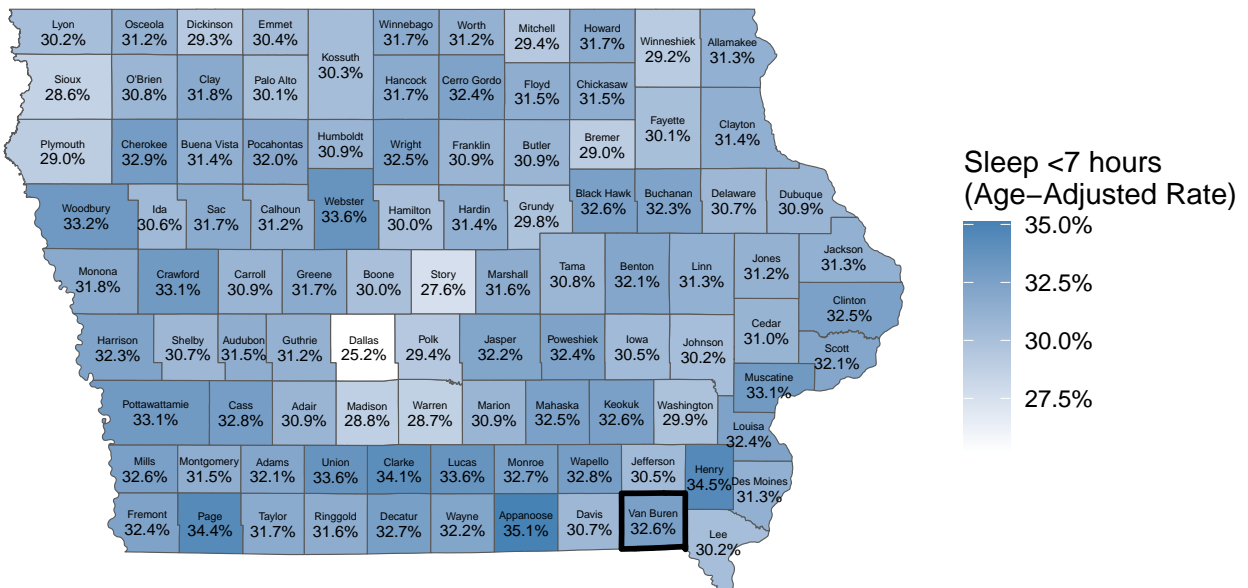 Lyon
30.2%
Osceola
31.2%
Dickinson
29.3%
Emmet
30.4%
Kossuth
30.3%
Winnebago
31.7%
Worth
31.2%
Mitchell
29.4%
Howard
31.7%
Winneshiek
29.2%
Allamakee
31.3%
Sioux
28.6%
O'Brien
30.8%
Clay
31.8%
Palo Alto
30.1%
Hancock
31.7%
Cerro Gordo
32.4%
Floyd
31.5%
Chickasaw
31.5%
Fayette
30.1%
Clayton
31.4%
Plymouth
29.0%
Cherokee
32.9%
Buena Vista
31.4%
Pocahontas
32.0%
Humboldt
30.9%
Wright
32.5%
Franklin
30.9%
Butler
30.9%
Bremer
29.0%
Woodbury
33.2%
Ida
30.6%
Sac
31.7%
Calhoun
31.2%
Webster
33.6%
Hamilton
30.0%
Hardin
31.4%
Grundy
29.8%
Black Hawk
32.6%
Buchanan
32.3%
Delaware
30.7%
Dubuque
30.9%
Monona
31.8%
Crawford
33.1%
Carroll
30.9%
Greene
31.7%
Boone
30.0%
Story
27.6%
Marshall
31.6%
Tama
30.8%
Benton
32.1%
Linn
31.3%
Jones
31.2%
Jackson
31.3%
Clinton
32.5%
Harrison
32.3%
Shelby
30.7%
Audubon
31.5%
Guthrie
31.2%
Dallas
25.2%
Polk
29.4%
Jasper
32.2%
Poweshiek
32.4%
Iowa
30.5%
Johnson
30.2%
Cedar
31.0%
Scott
32.1%
Muscatine
33.1%
Pottawattamie
33.1%
Cass
32.8%
Adair
30.9%
Madison
28.8%
Warren
28.7%
Marion
30.9%
Mahaska
32.5%
Keokuk
32.6%
Washington
29.9%
Louisa
32.4%
Mills
32.6%
Montgomery
31.5%
Adams
32.1%
Union
33.6%
Clarke
34.1%
Lucas
33.6%
Monroe
32.7%
Wapello
32.8%
Jefferson
30.5%
Henry
34.5%
Des Moines
31.3%
Fremont
32.4%
Page
34.4%
Taylor
31.7%
Ringgold
31.6%
Decatur
32.7%
Wayne
32.2%
Appanoose
35.1%
Davis
30.7%
Van Buren
32.6%
Lee
30.2%
Sleep <7 hours
(Age−Adjusted Rate)
35.0%
32.5%
30.0%
27.5%